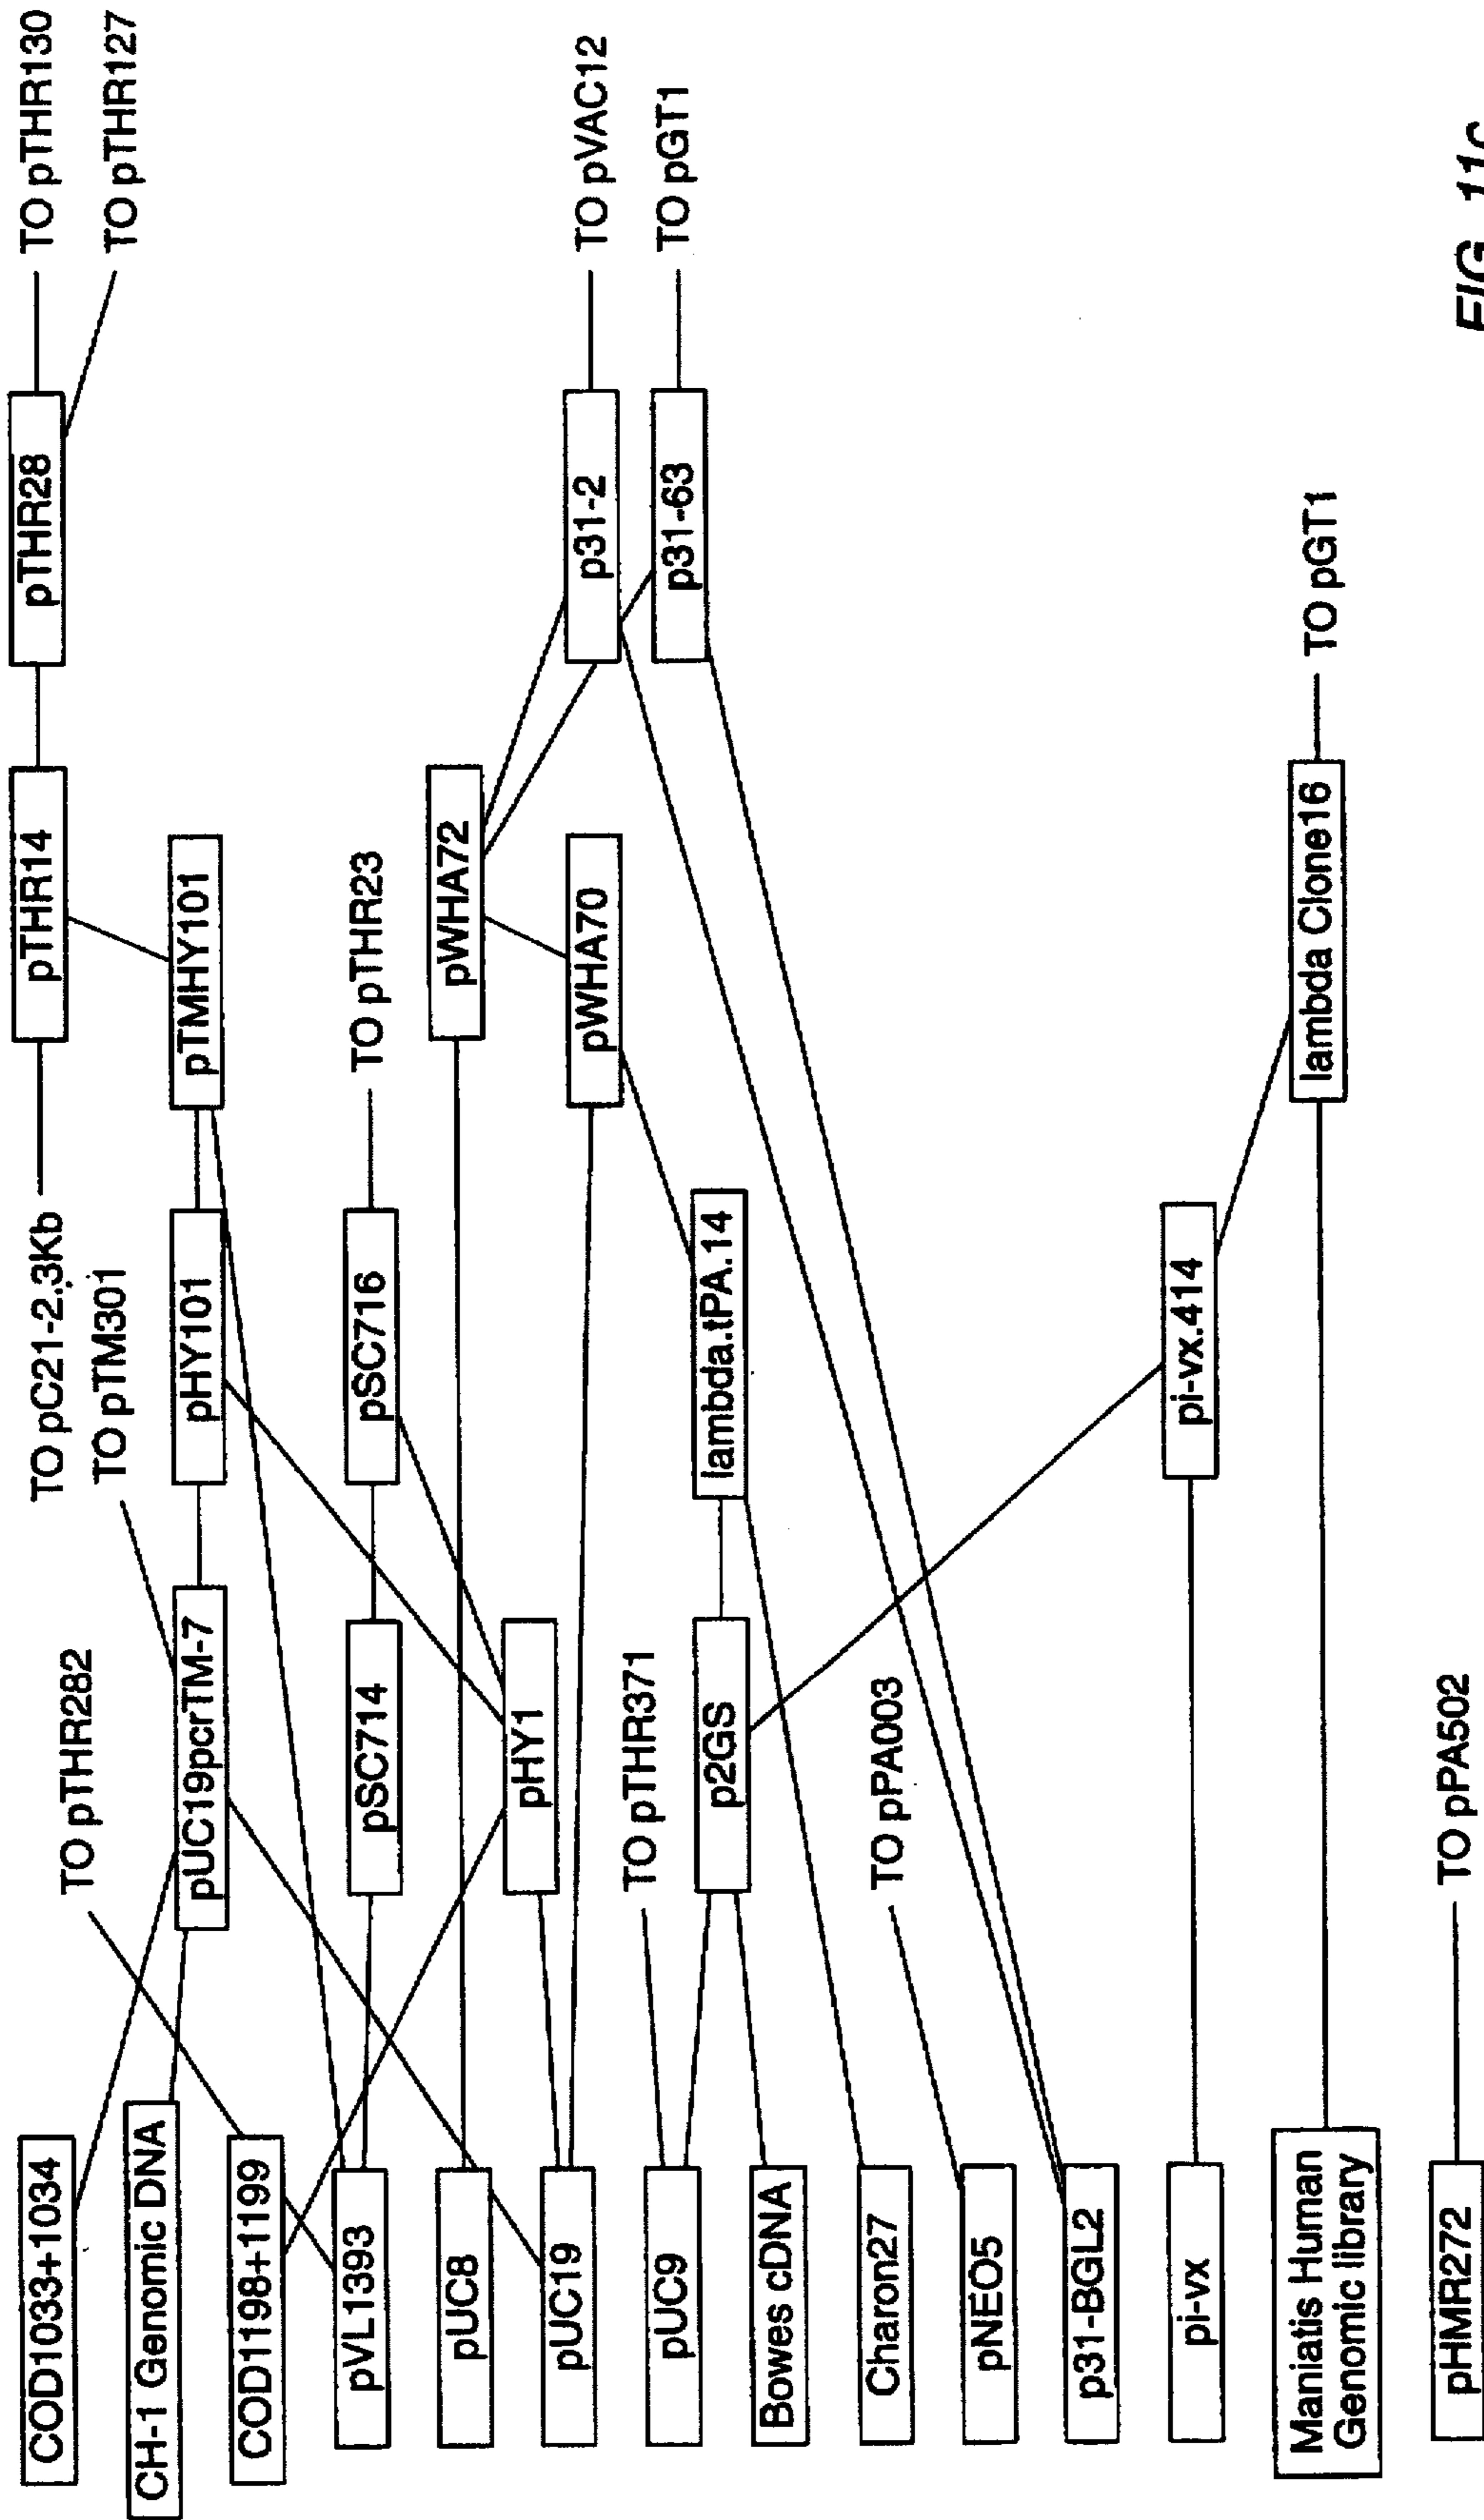 COD1033+1034
CH-1 Genomic DNA
COD1198+1199
pVL1393
pUC8
pUC19
pUC9
Bowes cDNA
Charon27
pNEO5
p31-BGL2
pi-vx
Maniatis Human
Genomic library
pHMR272
TO pTHR282
pUC19pcrTM-7
pSC714
pHY1
TO pTHR371
p2GS
TO pPA003
TO pPA502
TO pC21-2.3Kb
TO pTM301
pHY101
pSC716
lambda.tPA.14
pi-vx.414
pTHR14
pTMHY101
TO pTHR23
pWHA72
pWHA70
lambda Clone16
pTHR28
p31-2
p31-63
TO pGT1
TO pTHR130
TO pTHR127
TO pVAC12
TO pGT1